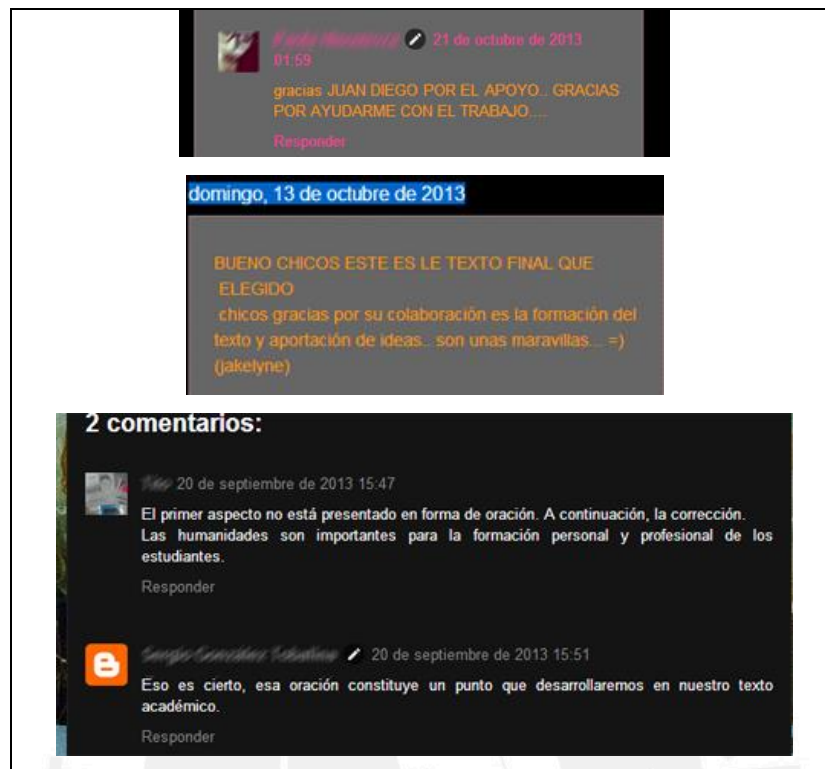 21 de octubre de 2013
01:59
gracias JUAN DIEGO POR EL APOYO.. GRACIAS
POR AYUDARME CON EL TRABAJO....
Responder
domingo, 13 de octubre de 2013
BUENO CHICOS ESTE ES LE TEXTO FINAL QUE
ELEGIDO
chicos gracias por su colaboración es la formación del
texto y aportación de ideas.. son unas maravillas... =)
(jakelyne)
2 comentarios:
20 de septiembre de 2013 15:47
El primer aspecto no está presentado en forma de oración. A continuación, la corrección.
Las humanidades son importantes para la formación personal y profesional de los
estudiantes.
Responder
20 de septiembre de 2013 15:51
Eso es cierto, esa oración constituye un punto que desarrollaremos en nuestro texto
académico.
Responder